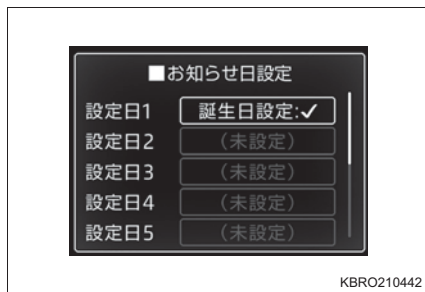 ■お知らせ日設定
設定日1 誕生日設定:✓
設定日2 （未設定）
設定日3 （未設定）
設定日4 （未設定）
設定日5 （未設定）
KBRO210442